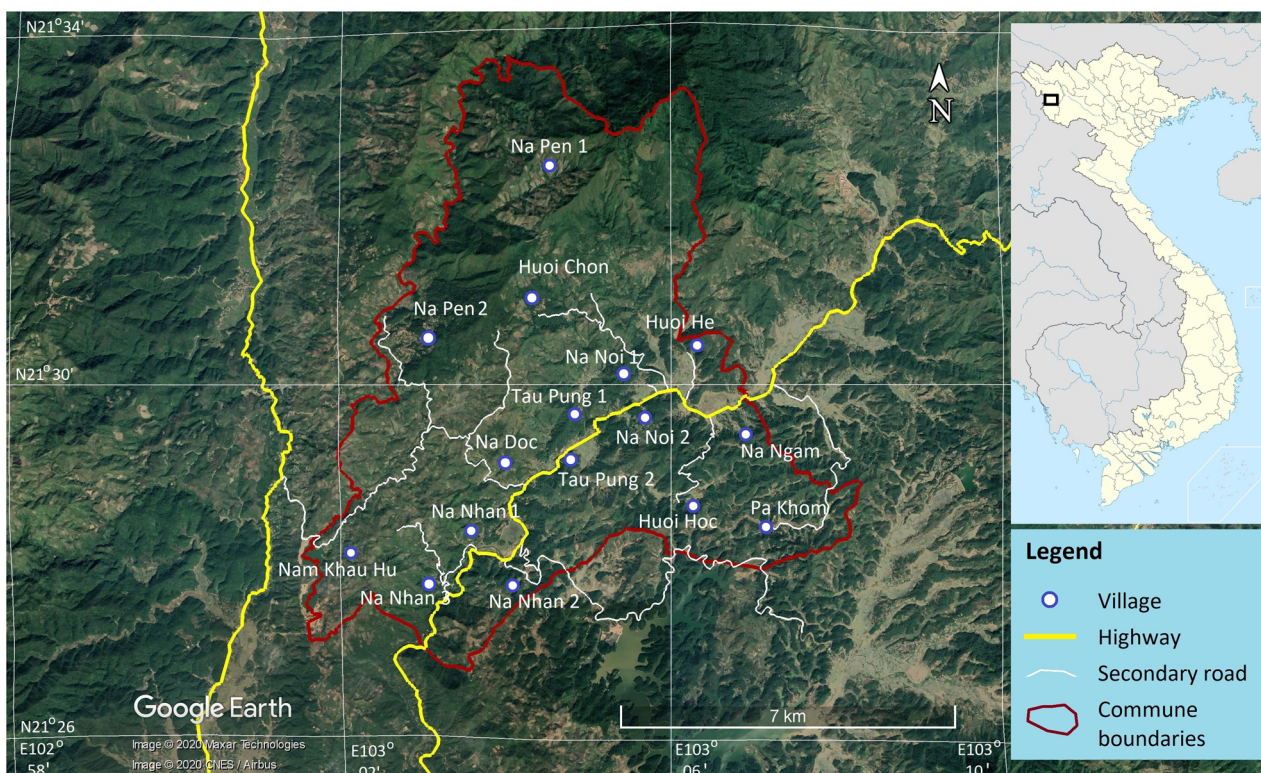 N21°34'
N
Na Pen 1
Huoi Chon
Na Pen 2
Huoi He
Na Noi 1
N21°30
Tau Pung 1
Na Noi 2
Na Doc
Na Ngam
Tau Pung 2
Na Nhan 1
Huoi Hoc
Pa Khom
Nam Khau Hu
Na Nhan 3
Na Nhan 2
Legend
Village
Highway
Secondary road
Commune
boundaries
Google Earth
7 km
N21°26
Image © 2020 Maxar Technologies
Image © 2020 CNES / Airbus
E102°
58'
E103°
02'
E103°
06'
E103°
10'